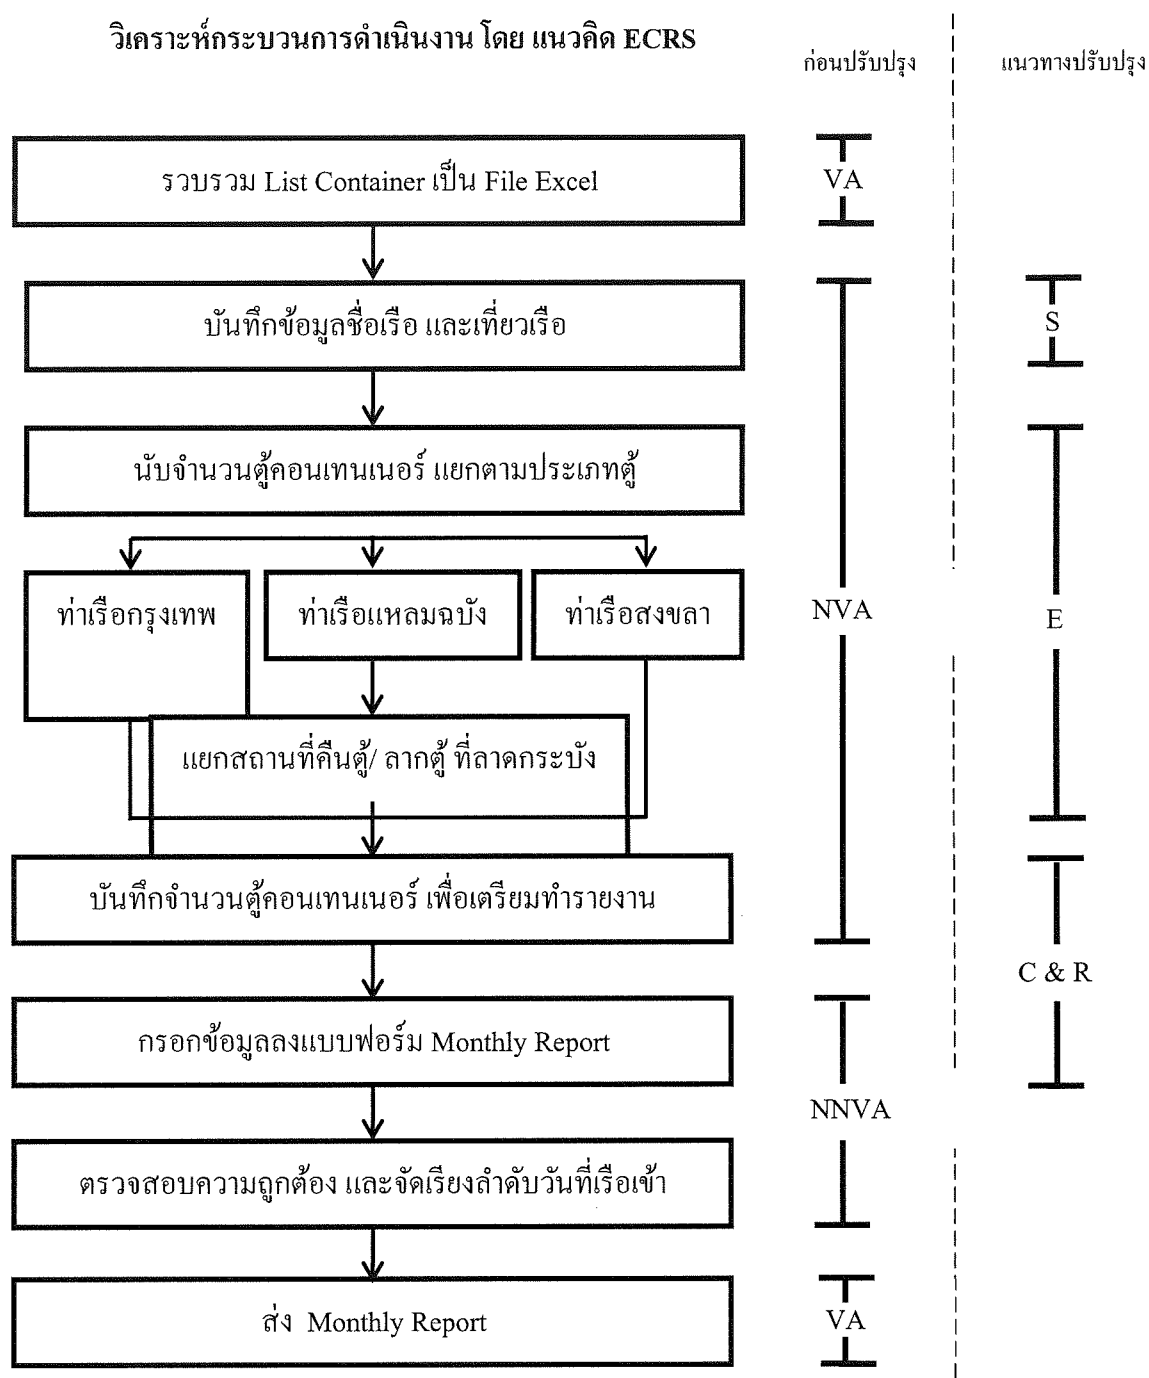 วิเคราะห์กระบวนการดำเนินงาน โดย แนวคิด ECRS
ก่อนปรับปรุง
แนวทางปรับปรุง
รวบรวม List Container เป็น File Excel
VA
บันทึกข้อมูลชื่อเรือ และเที่ยวเรือ
S
นับจำนวนตู้คอนเทนเนอร์ แยกตามประเภทตู้
ท่าเรือกรุงเทพ
ท่าเรือแหลมฉบัง
ท่าเรือสงขลา
NVA
E
แยกสถานที่คืนตู้/ ลากตู้ ที่ลาดกระบัง
บันทึกจำนวนตู้คอนเทนเนอร์ เพื่อเตรียมทำรายงาน
C & R
กรอกข้อมูลลงแบบฟอร์ม Monthly Report
NNVA
ตรวจสอบความถูกต้อง และจัดเรียงลำดับวันที่เรือเข้า
ส่ง Monthly Report
VA